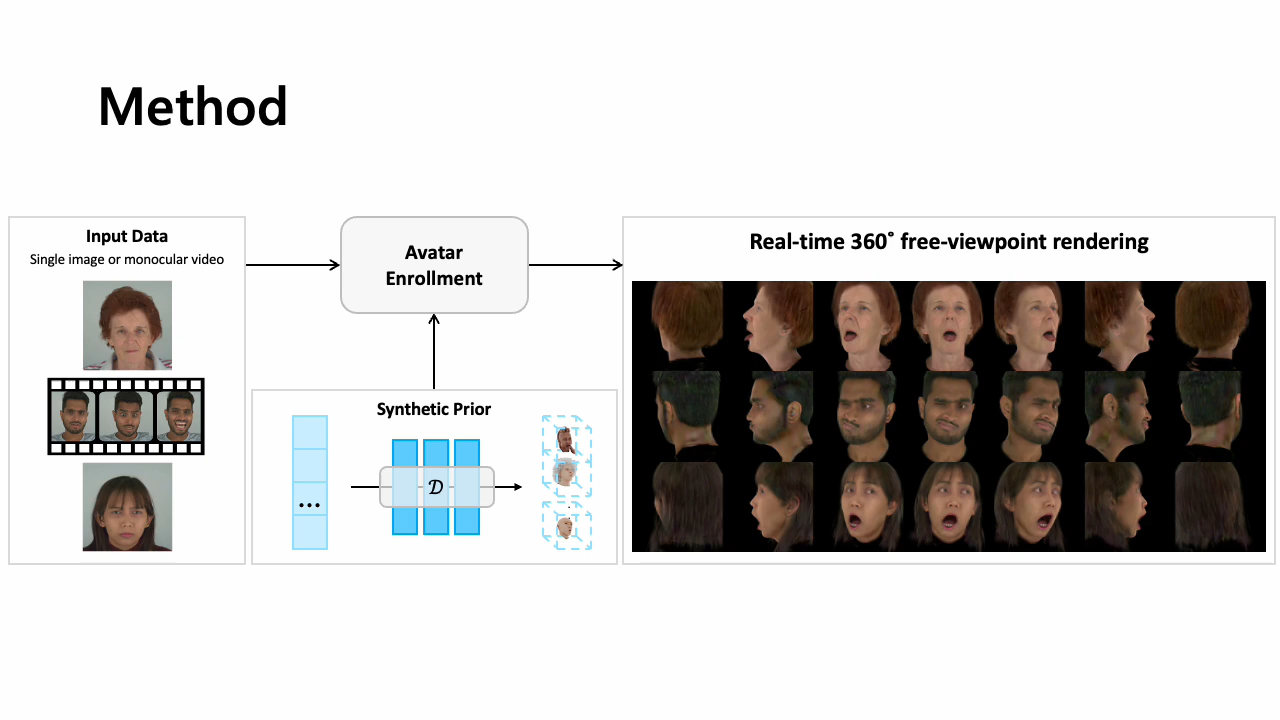 Method
Input Data
Single image or monocular video
Avatar
Enrollment
Synthetic Prior
...
𝒟
Real-time 360° free-viewpoint rendering